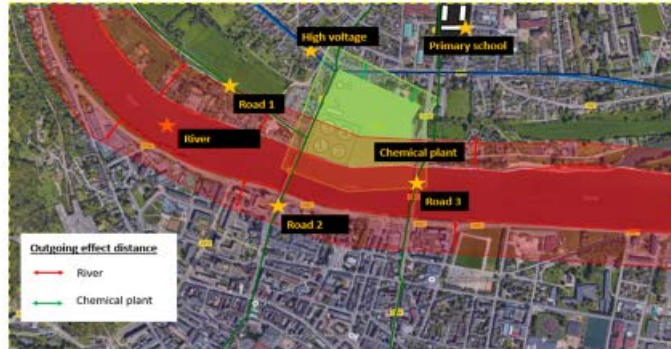 High voltage
Primary school
Road 1
River
Chemical plant
Road 3
Road 2
Outgoing effect distance
River
Chemical plant